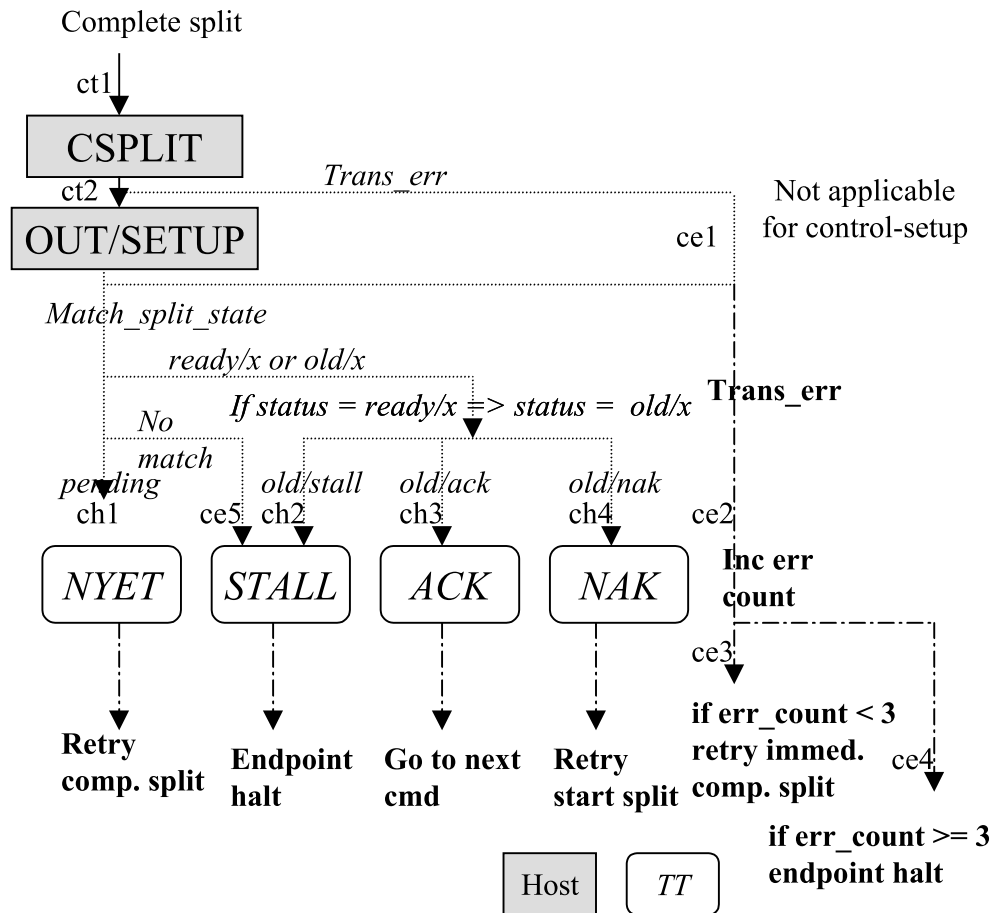 Complete split
ct1
CSPLIT
ct2
Trans_err
Not applicable
for control-setup
OUT/SETUP
ce1
Match_split_state
ready/x or old/x
Trans_err
If status = ready/x => status = old/x
No
match
pending
old/stall
old/ack
old/nak
ch1
ce5
ch2
ch3
ch4
ce2
NYET
STALL
ACK
NAK
Inc err
count
ce3
if err_count < 3
retry immed.
comp. split
ce4
Retry
comp. split
Endpoint
halt
Go to next
cmd
Retry
start split
if err_count >= 3
endpoint halt
Host
TT